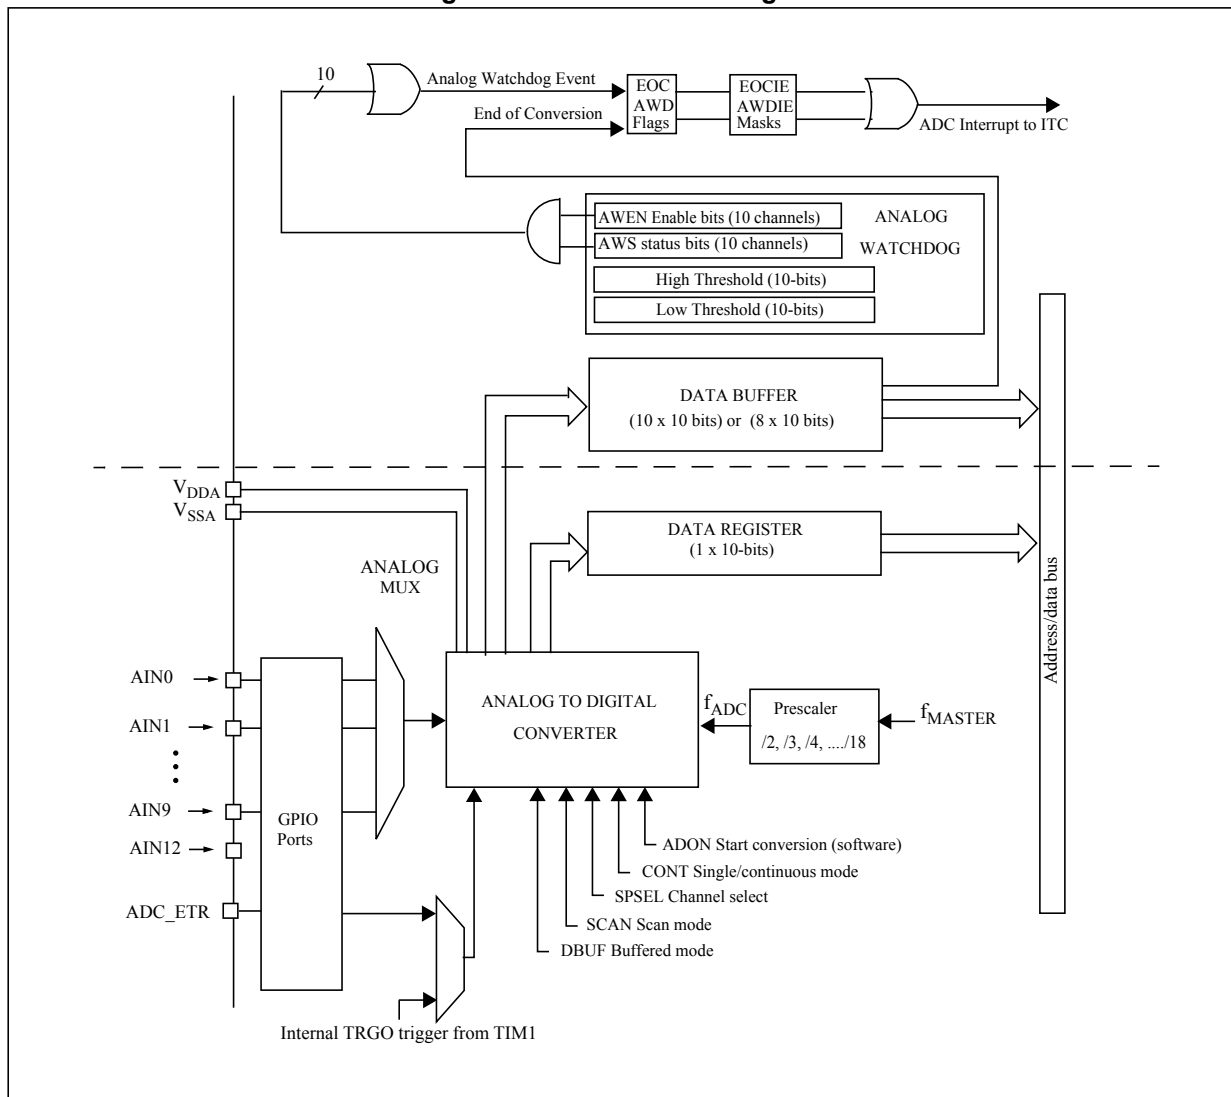 10
Analog Watchdog Event
End of Conversion
EOC
AWD
Flags
EOCIE
AWDIE
Masks
ADC Interrupt to ITC
AWEN Enable bits (10 channels)
AWS status bits (10 channels)
ANALOG
WATCHDOG
High Threshold (10-bits)
Low Threshold (10-bits)
DATA BUFFER
(10 x 10 bits) or (8 x 10 bits)
VDDA
VSSA
DATA REGISTER
(1 x 10-bits)
ANALOG
MUX
Address/data bus
AIN0
AIN1
AIN9
AIN12
ADC_ETR
GPIO
Ports
ANALOG TO DIGITAL
CONVERTER
fADC
Prescaler
/2, /3, /4, ..../18
fMASTER
ADON Start conversion (software)
CONT Single/continuous mode
SPSEL Channel select
SCAN Scan mode
DBUF Buffered mode
Internal TRGO trigger from TIM1